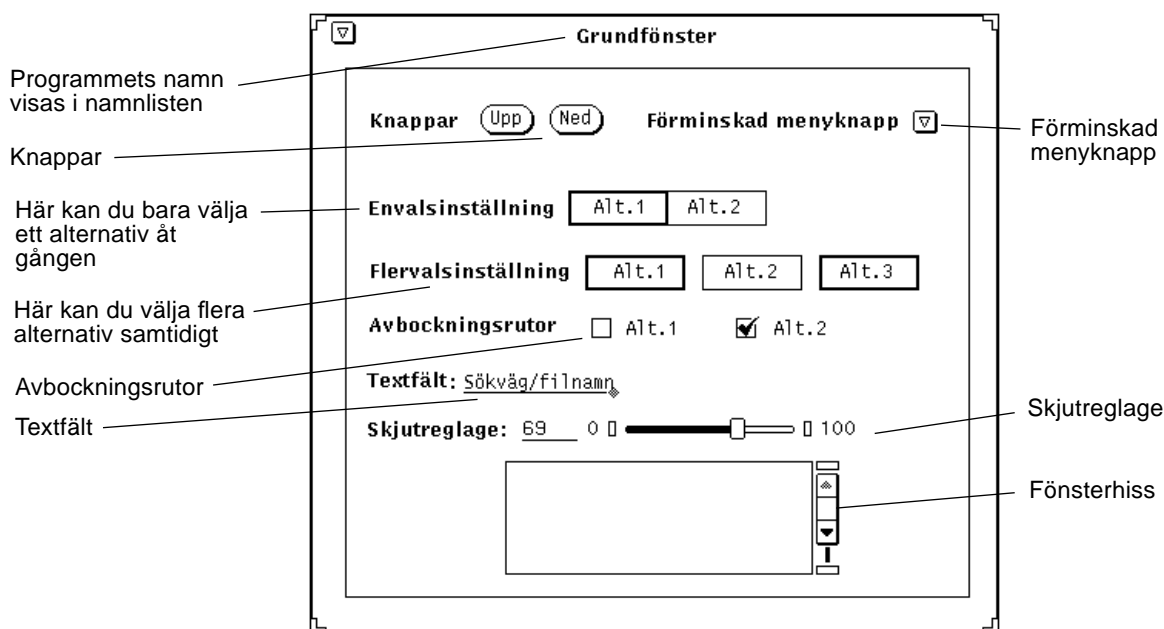 Grundfönster
Programmets namn
visas i namnlisten
Knappar Upp Ned Förminskad menyknapp
Förminskad
menyknapp
Knappar
Här kan du bara välja
ett alternativ åt
gången
Envalsinställning Alt.1 Alt.2
Flervalsinställning Alt.1 Alt.2 Alt.3
Här kan du välja flera
alternativ samtidigt
Avbockningsrutor Alt.1 Alt.2
Avbockningsrutor
Textfält: Sökväg/filnamn
Textfält
Skjutreglage: 69 0 100
Skjutreglage
Fönsterhiss